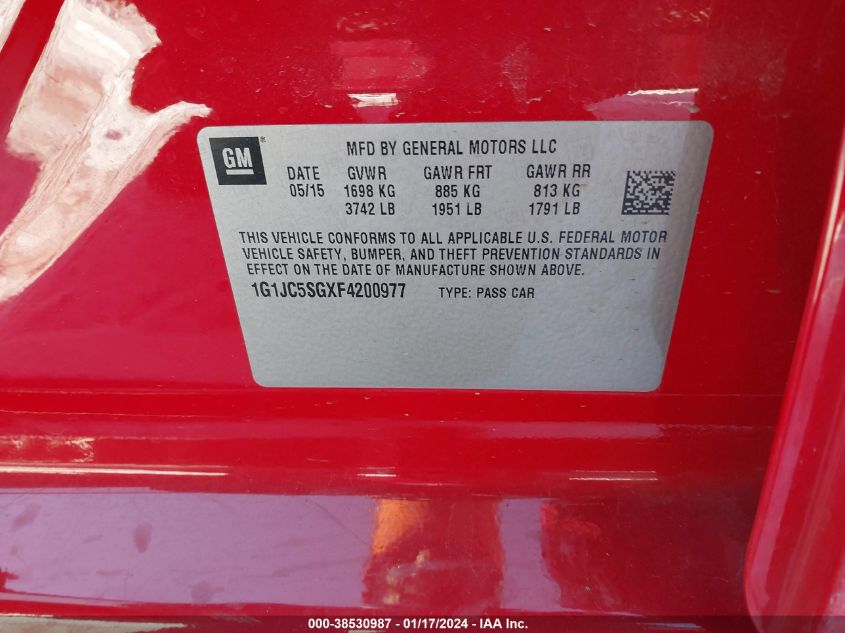 GM®
MFD BY GENERAL MOTORS LLC
DATE GVWR GAWR FRT GAWR RR
05/15 1698 KG 885 KG 813 KG
3742 LB 1951 LB 1791 LB
THIS VEHICLE CONFORMS TO ALL APPLICABLE U.S. FEDERAL MOTOR
VEHICLE SAFETY, BUMPER, AND THEFT PREVENTION STANDARDS IN
EFFECT ON THE DATE OF MANUFACTURE SHOWN ABOVE.
1G1JC5SGXF4200977 TYPE: PASS CAR
000-38530987 - 01/17/2024 - IAA Inc.